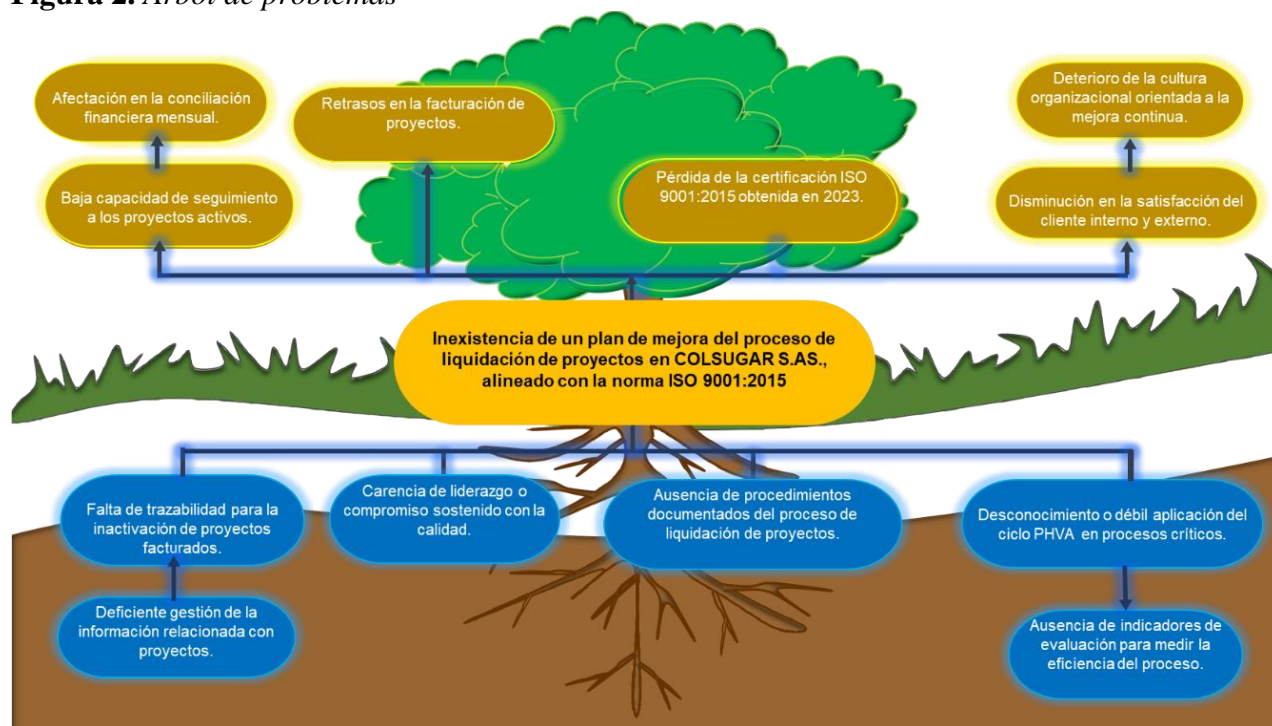 Figura 2. Árbol de problemas
Afectación en la conciliación
financiera mensual.
Retrasos en la facturación de
proyectos.
Deterioro de la cultura
organizacional orientada a la
mejora continua.
Baja capacidad de seguimiento
a los proyectos activos.
Pérdida de la certificación ISO
9001:2015 obtenida en 2023.
Disminución en la satisfacción del
cliente interno y externo.
Inexistencia de un plan de mejora del proceso de
liquidación de proyectos en COLSUGAR S.AS.,
alineado con la norma ISO 9001:2015
Falta de trazabilidad para la
inactivación de proyectos
facturados.
Carencia de liderazgo o
compromiso sostenido con la
calidad.
Ausencia de procedimientos
documentados del proceso de
liquidación de proyectos.
Desconocimiento o débil aplicación del
ciclo PHVA en procesos críticos.
Deficiente gestión de la
información relacionada con
proyectos.
Ausencia de indicadores de
evaluación para medir la
eficiencia del proceso.